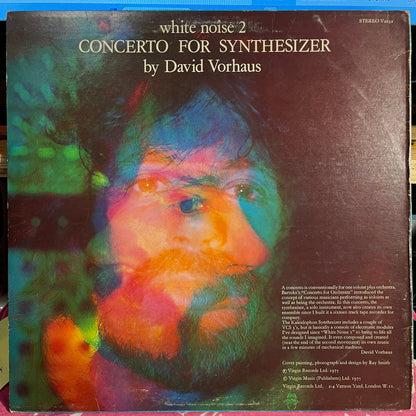 white noise 2
STEREO V2032
CONCERTO FOR SYNTHESIZER
by David Vorhaus
A concerto is conventionally for one soloist plus orchestra.
Bartok's "Concerto for Orchestra" introduced the
concept of various musicians performing as soloists as
well as being the orchestra. In this concerto, the
synthesizer, a solo instrument, now also creates its own
ensemble since I built it a sixteen track tape recorder for
company.
The Kaleidophon Synthesizer includes a couple of
VCS 3's, but it is basically a console of electronic modules
I've designed since "White Noise 1" to bring to life all
the sounds I imagined. It even composed and created
(near the end of the second movement) its own music
in a few minutes of mechanical madness.
David Vorhaus
Cover painting, photograph and design by Ray Smith
℗ Virgin Records Ltd. 1975
© Virgin Music (Publishers) Ltd. 1975
Virgin Records Ltd, 2-4 Vernon Yard, London W.11.